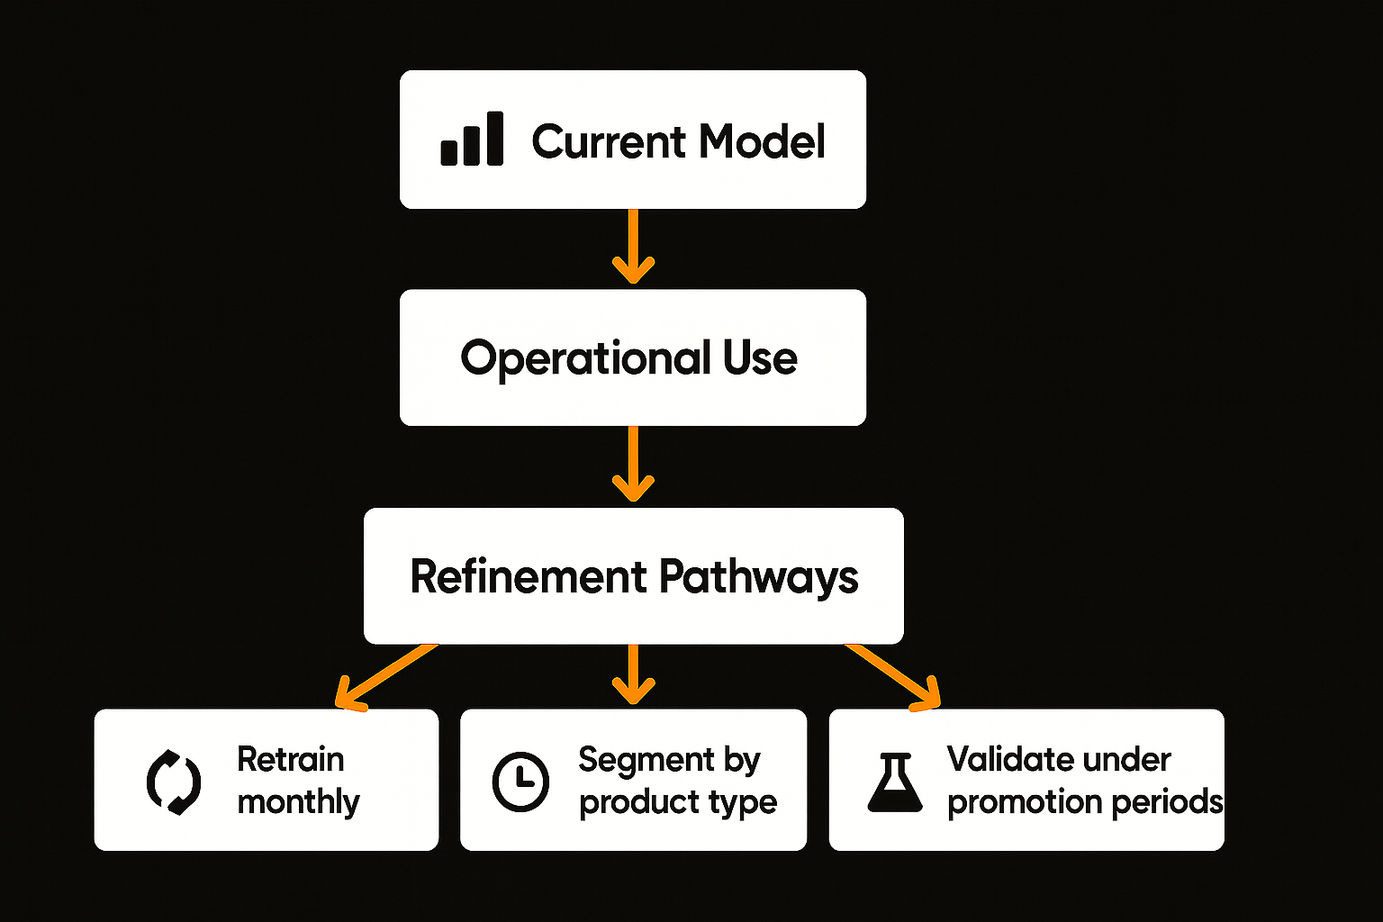 Current Model
Operational Use
Refinement Pathways
Retrain
monthly
Segment by
product type
Validate under
promotion periods